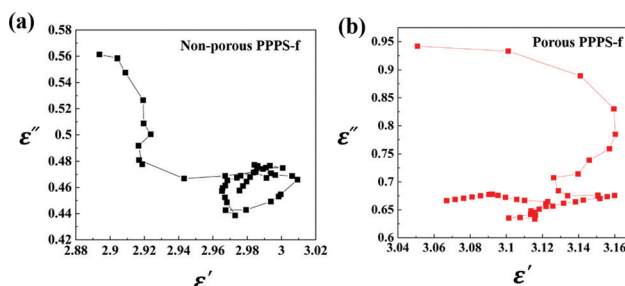 (a)
Non-porous PPPS-f
0.58
0.56
0.54
0.52
0.5
0.48
0.46
0.44
0.42
ε″
2.88 2.9 2.92 2.94 2.96 2.98 3 3.02
ε′
(b)
Porous PPPS-f
0.95
0.9
0.85
0.8
0.75
0.7
0.65
0.6
ε″
3.04 3.06 3.08 3.1 3.12 3.14 3.16
ε′